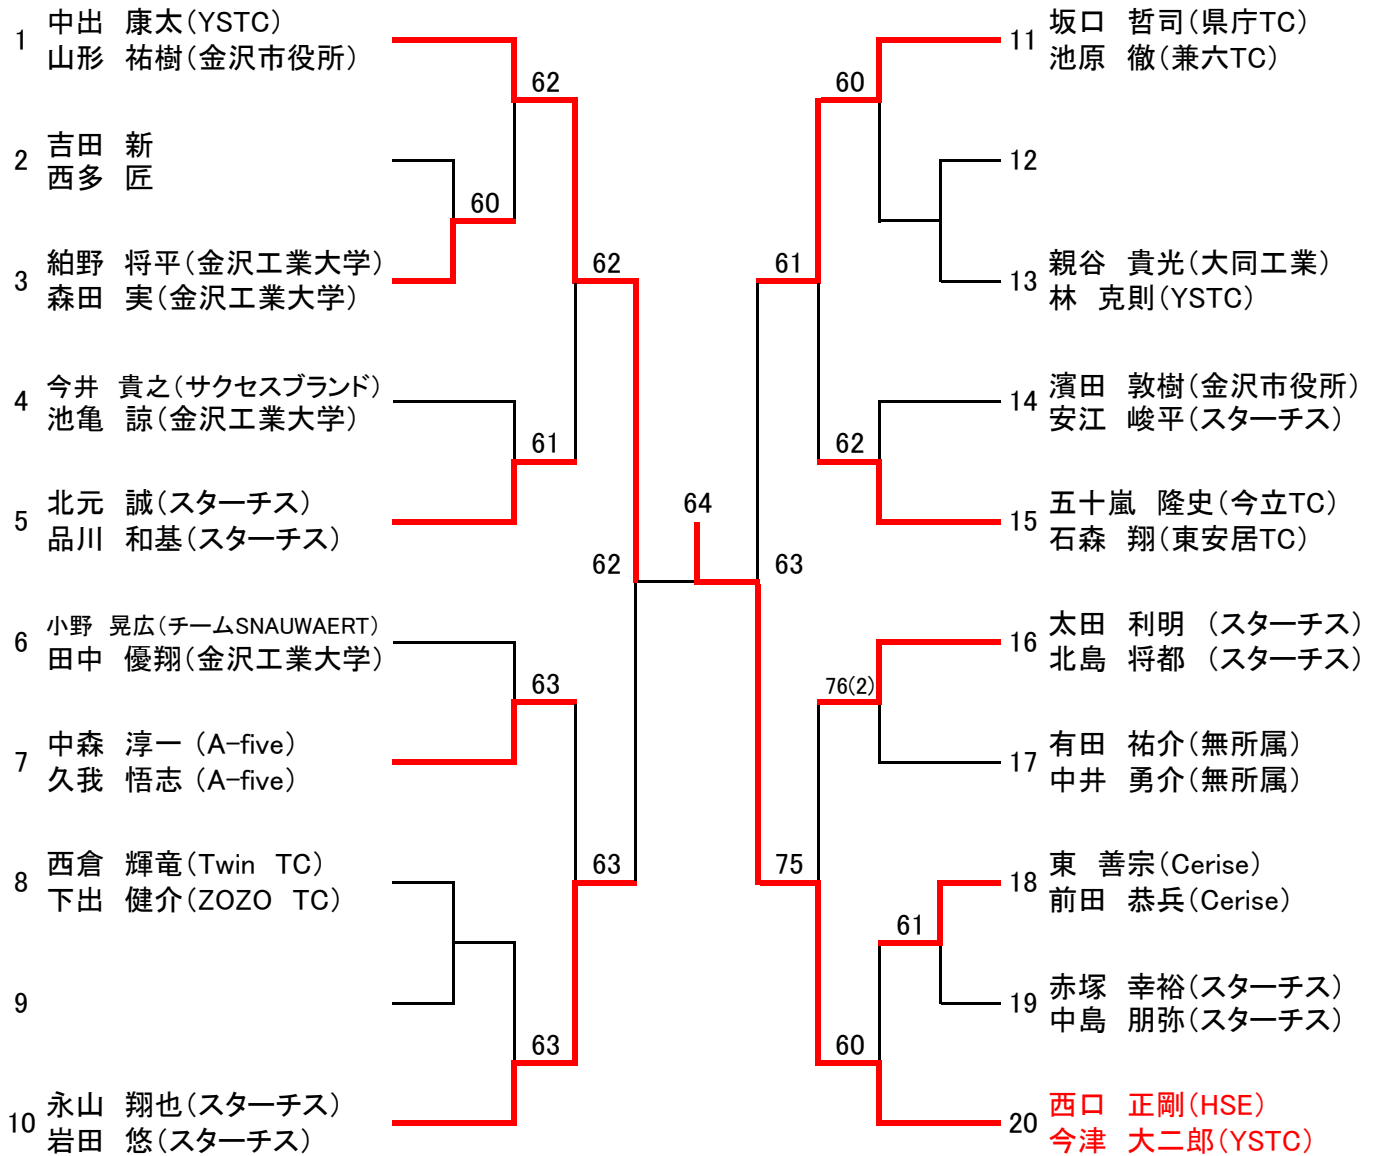 1
中出　康太（YSTC）
山形　祐樹（金沢市役所）
62
2
吉田　新
西多　匠
60
3
絈野　将平（金沢工業大学）
森田　実（金沢工業大学）
62
4
今井　貴之（サクセスブランド）
池亀　諒（金沢工業大学）
61
5
北元　誠（スターチス）
品川　和基（スターチス）
62
6
小野　晃広（チームSNAUWAERT）
田中　優翔（金沢工業大学）
63
7
中森　淳一（A-five）
久我　悟志（A-five）
63
8
西倉　輝竜（Twin　TC）
下出　健介（ZOZO　TC）
9
63
10
永山　翔也（スターチス）
岩田　悠（スターチス）
64
11
坂口　哲司（県庁TC）
池原　徹（兼六TC）
60
12
61
13
親谷　貴光（大同工業）
林　克則（YSTC）
14
濱田　敦樹（金沢市役所）
安江　峻平（スターチス）
62
15
五十嵐　隆史（今立TC）
石森　翔（東安居TC）
63
16
太田　利明　（スターチス）
北島　将都　（スターチス）
76(2)
17
有田　祐介（無所属）
中井　勇介（無所属）
75
18
東　善宗（Cerise）
前田　恭兵（Cerise）
61
19
赤塚　幸裕（スターチス）
中島　朋弥（スターチス）
60
20
西口　正剛（HSE）
今津　大二郎（YSTC）